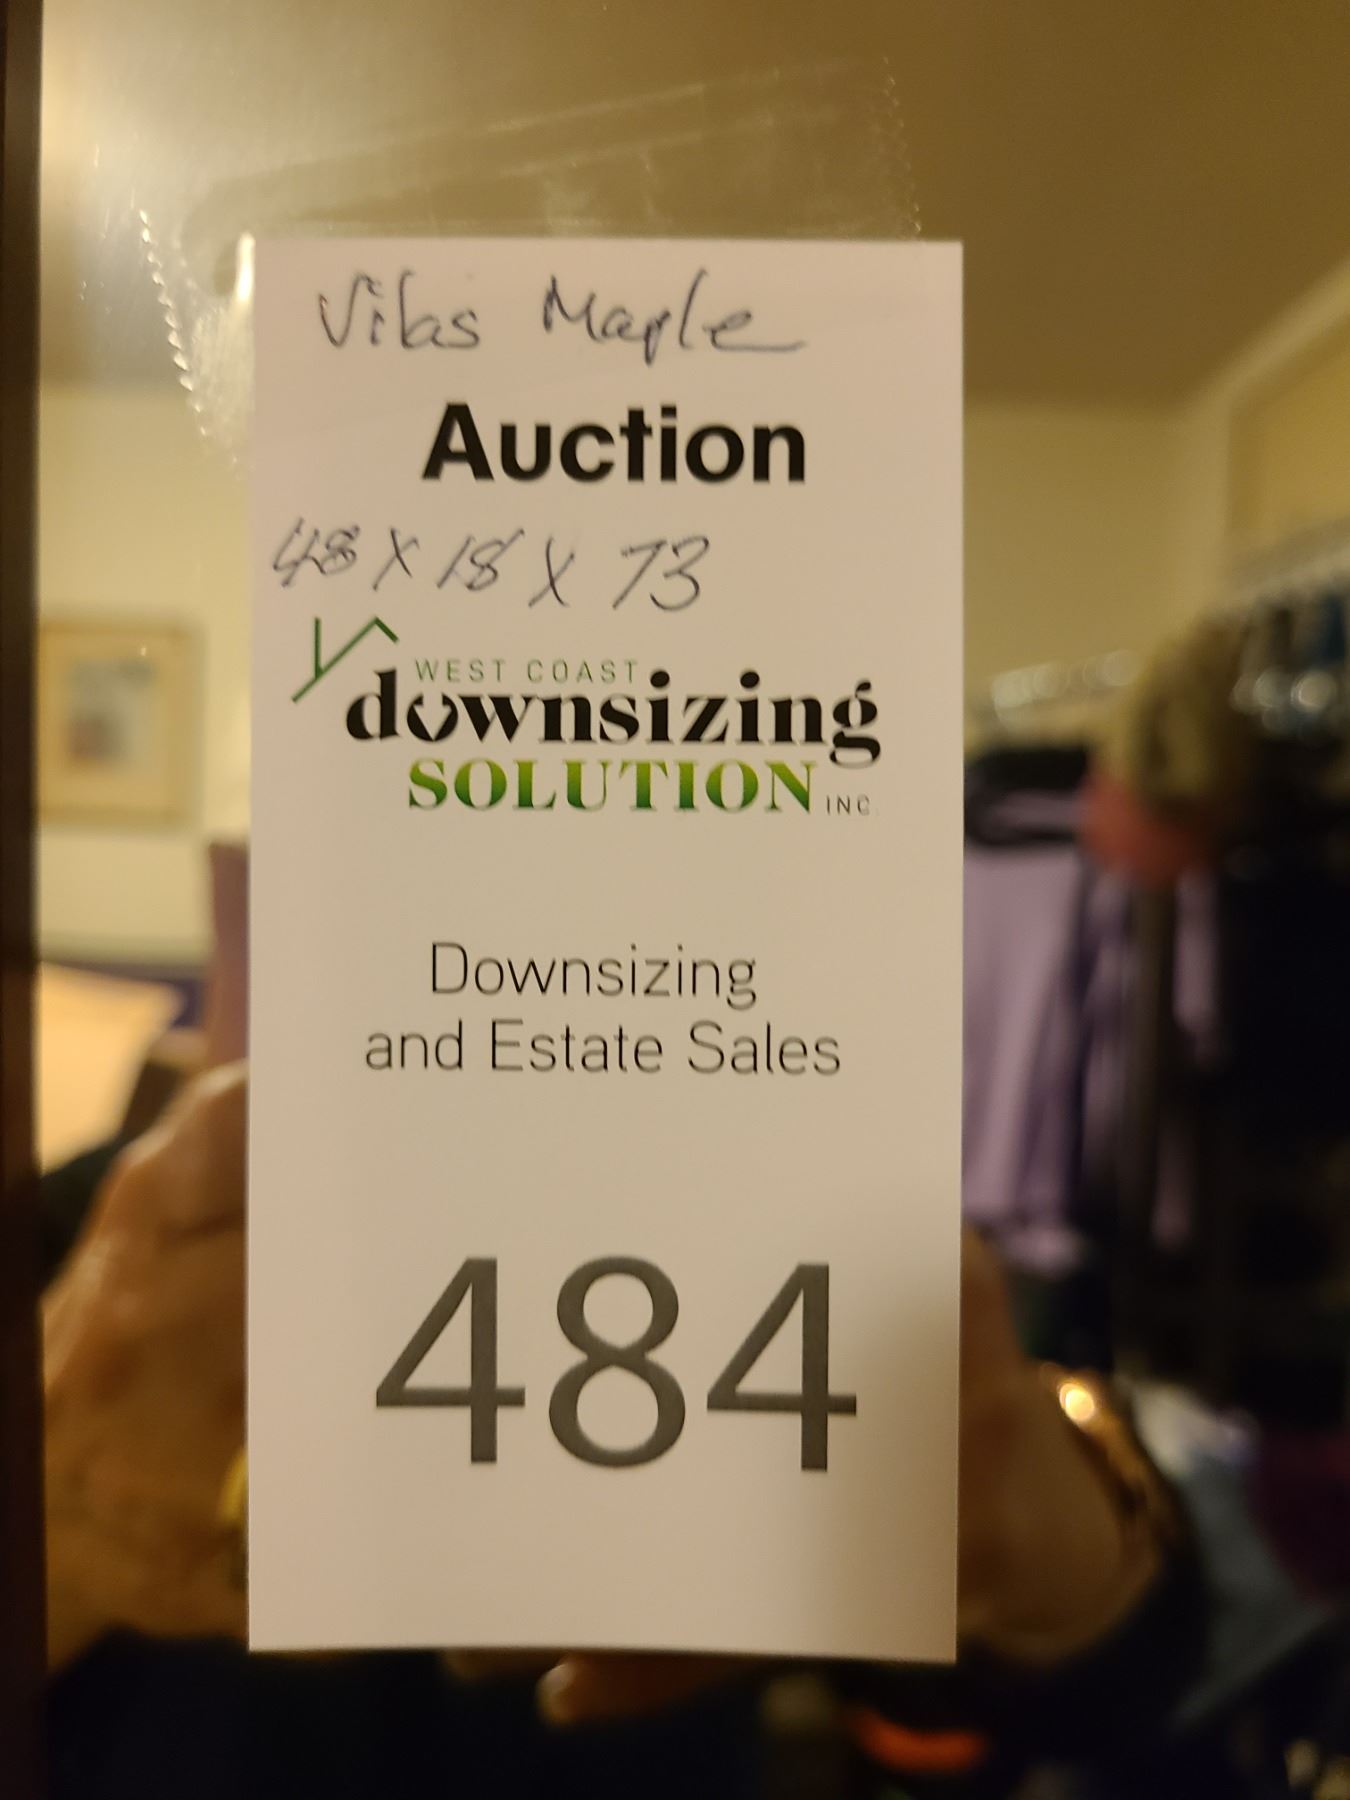 Vilas Maple
Auction
48 X 18 X 73
WEST COAST
downsizing
SOLUTION INC
Downsizing
and Estate Sales
484